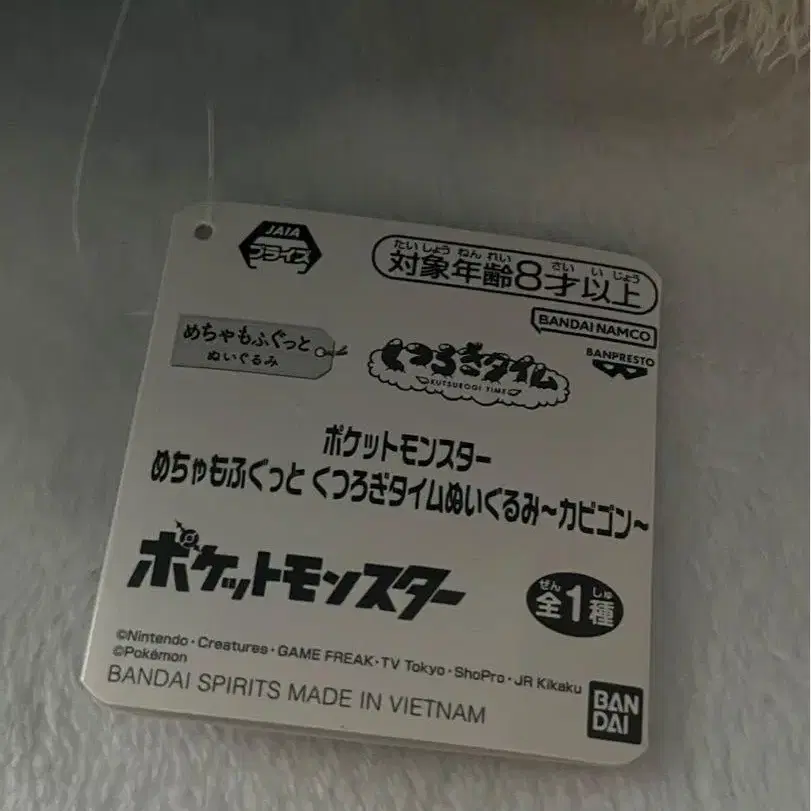 JAIA
プライズ
たいしょう ねんれい さい いじょう
対象年齢8才以上
BANDAI NAMCO
BANPRESTO
めちゃもふぐっと
ぬいぐるみ
くつろぎタイム
KUTSUROGI TIME
ポケットモンスター
めちゃもふぐっと くつろぎタイムぬいぐるみ~カビゴン~
ポケットモンスター
ぜん しゅ
全1種
©Nintendo・Creatures・GAME FREAK・TV Tokyo・ShoPro・JR Kikaku
©Pokémon
BANDAI SPIRITS MADE IN VIETNAM
BAN
DAI